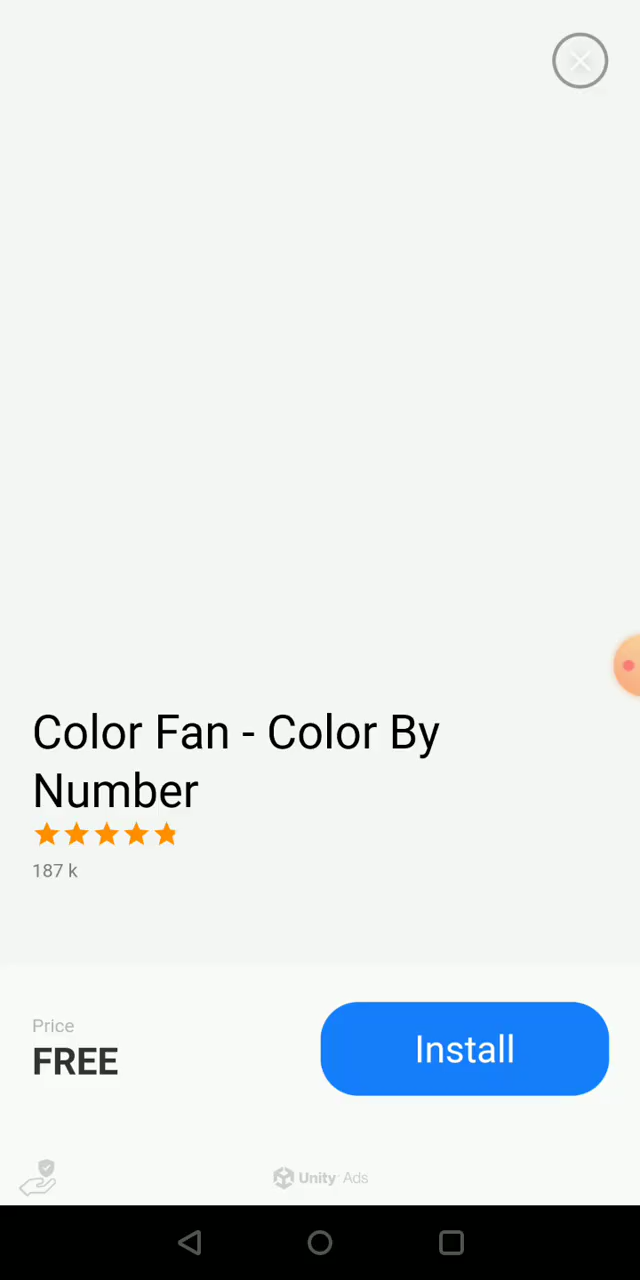 Color Fan - Color By
Number
187 k
Price
FREE
Install
Unity Ads